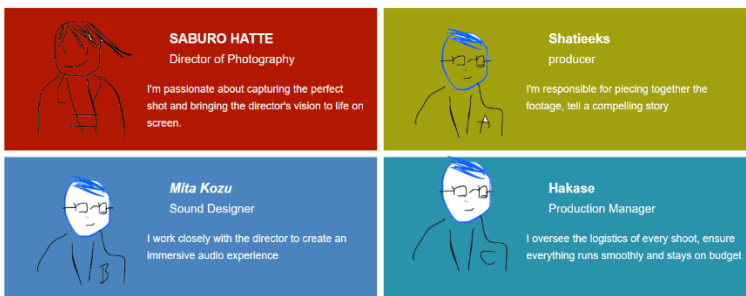 SABURO HATTE
Director of Photography
I'm passionate about capturing the perfect
shot and bringing the director's vision to life on
screen.
Shatieeks
producer
I'm responsible for piecing together the
footage, tell a compelling story
A
Mita Kozu
Sound Designer
I work closely with the director to create an
immersive audio experience
B
Hakase
Production Manager
I oversee the logistics of every shoot, ensure
everything runs smoothly and stays on budget
C